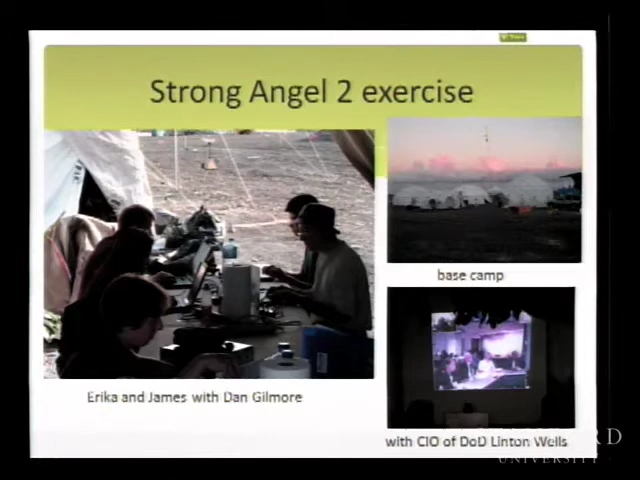 Strong Angel 2 exercise
base camp
Erika and James with Dan Gilmore
with CIO of DoD Linton Wells
UNIVERSITY